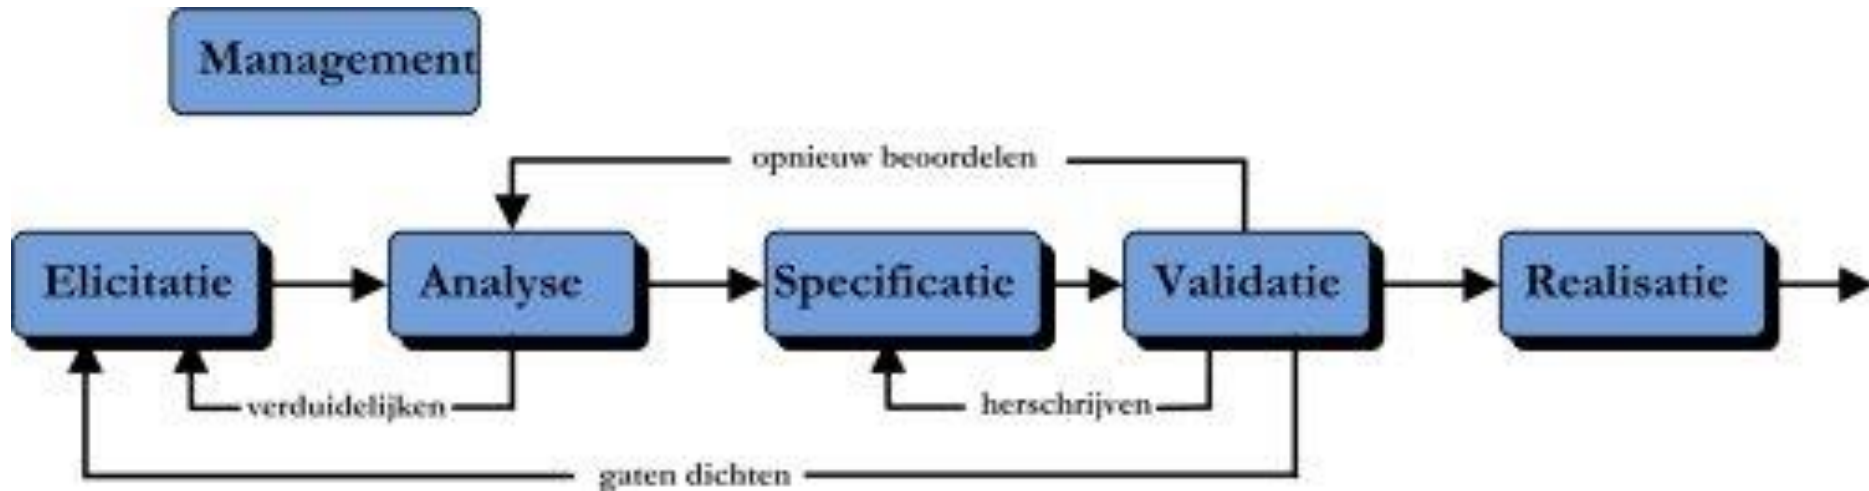 Management
opnieuw beoordelen
Elicitatie
Analyse
Specificatie
Validatie
Realisatie
verduidelijken
herschrijven
gaten dichten